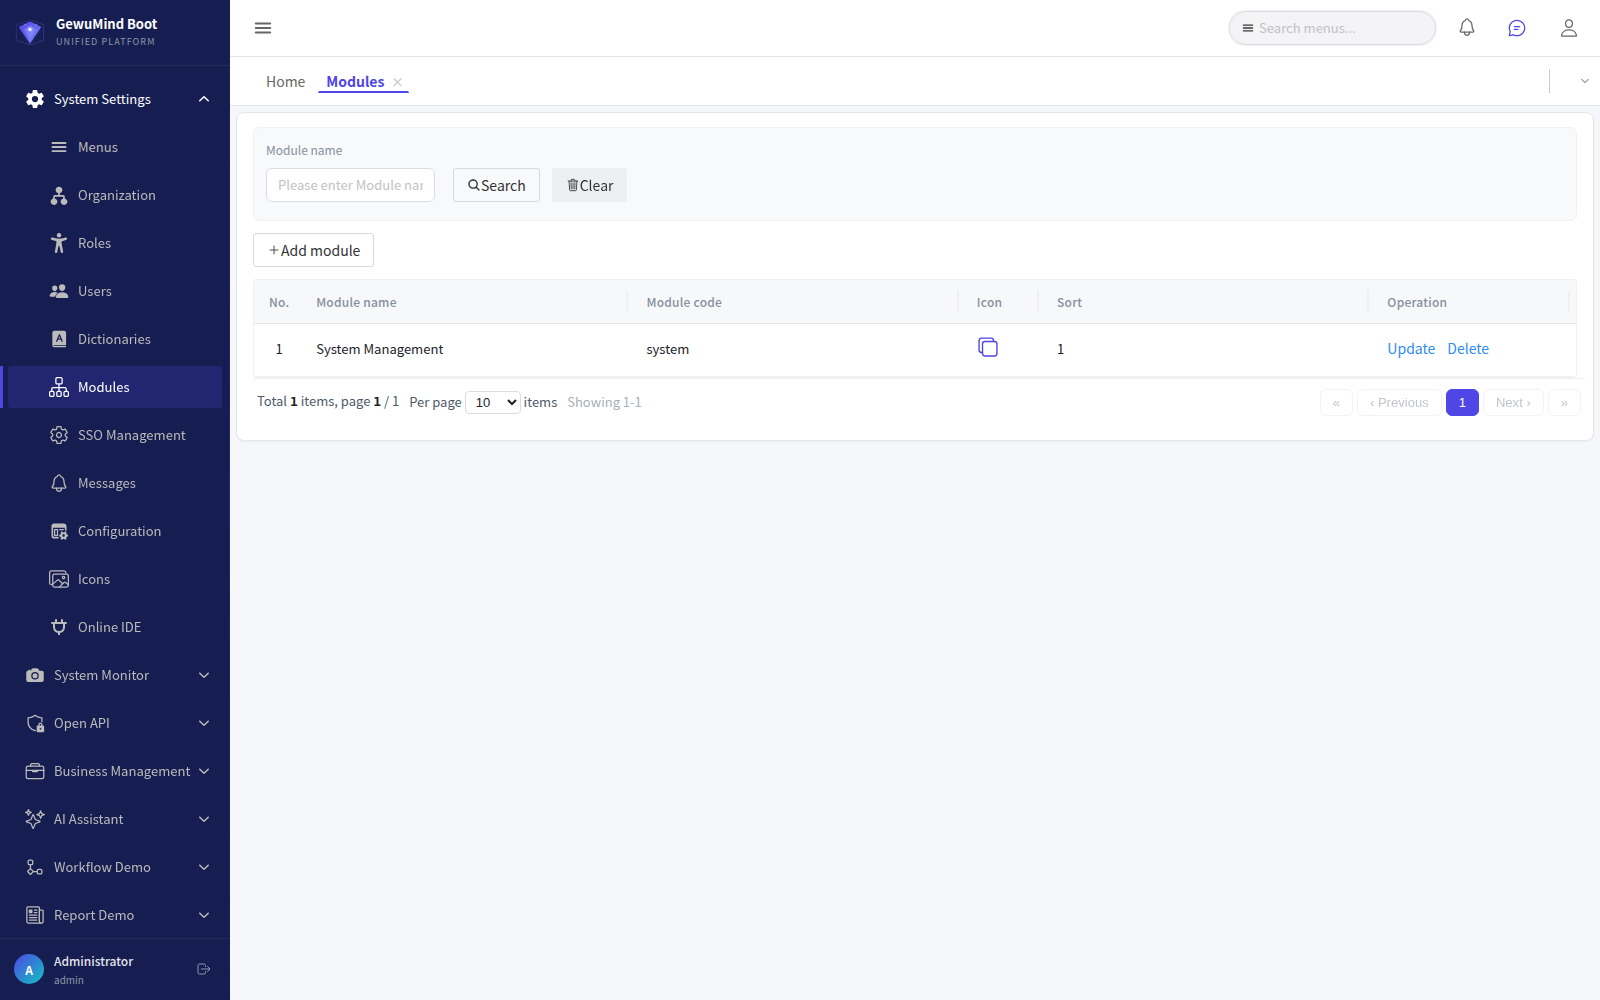 GewuMind Boot
UNIFIED PLATFORM
System Settings
Menus
Organization
Roles
Users
Dictionaries
Modules
SSO Management
Messages
Configuration
Icons
Online IDE
System Monitor
Open API
Business Management
AI Assistant
Workflow Demo
Report Demo
A
Administrator
admin
Search menus...
Home
Modules
Module name
Please enter Module nar
Search
Clear
Add module
No. Module name Module code Icon Sort Operation
1 System Management system 1 Update Delete
Total 1 items, page 1 / 1 Per page 10 items Showing 1-1
« ‹ Previous 1 Next › »